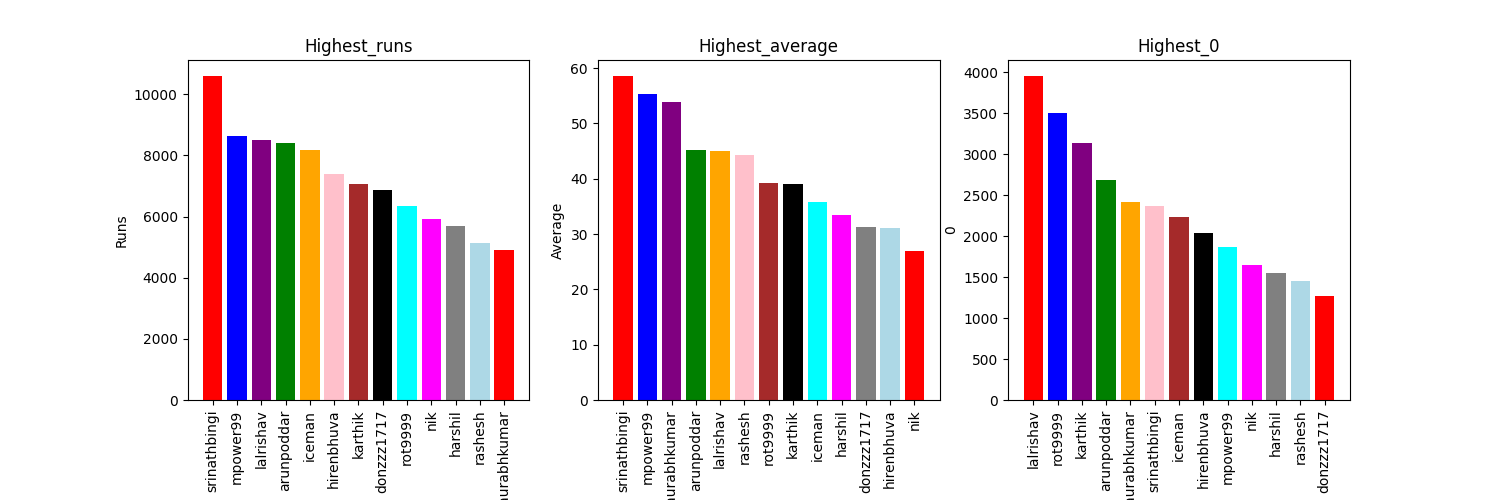 Highest_runs
Runs
10000
8000
6000
4000
2000
0
srinathbingi
mpower99
lalrishav
arunpoddar
iceman
hirenbhuva
karthik
donzzz1717
rot9999
nik
harshil
rashesh
urabhkumar
Highest_average
Average
60
50
40
30
20
10
0
srinathbingi
mpower99
urabhkumar
arunpoddar
lalrishav
rashesh
rot9999
karthik
iceman
harshil
donzzz1717
hirenbhuva
nik
Highest_0
0
4000
3500
3000
2500
2000
1500
1000
500
0
lalrishav
rot9999
karthik
arunpoddar
urabhkumar
srinathbingi
iceman
hirenbhuva
mpower99
nik
harshil
rashesh
donzzz1717